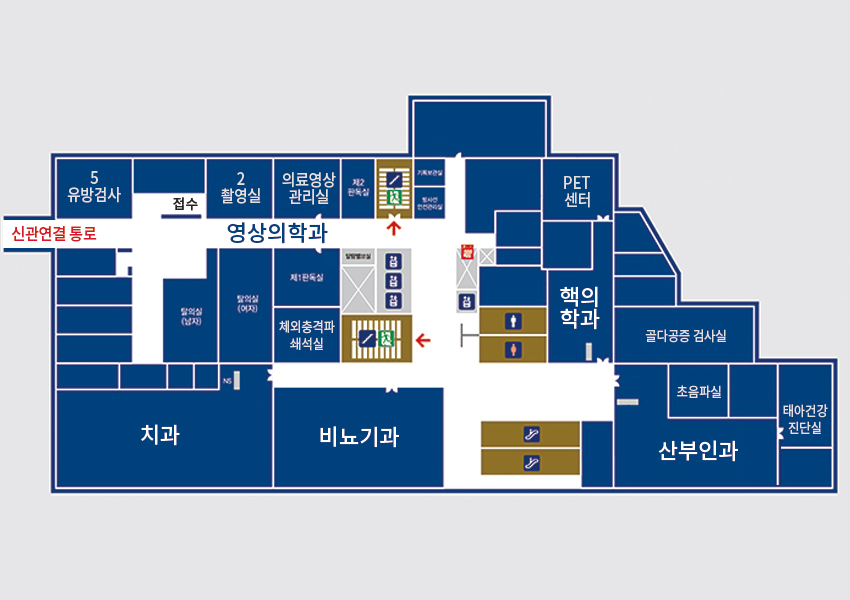 5
유방검사
2
촬영실
의료영상
관리실
제2
판독실
기록보관실
방사선
안전관리실
PET
센터
접수
신관연결 통로
영상의학과
제1판독실
탈의실
(남자)
탈의실
(여자)
체외충격파
쇄석실
핵의
학과
골다공증 검사실
NS
초음파실
태아건강
진단실
치과
비뇨기과
산부인과